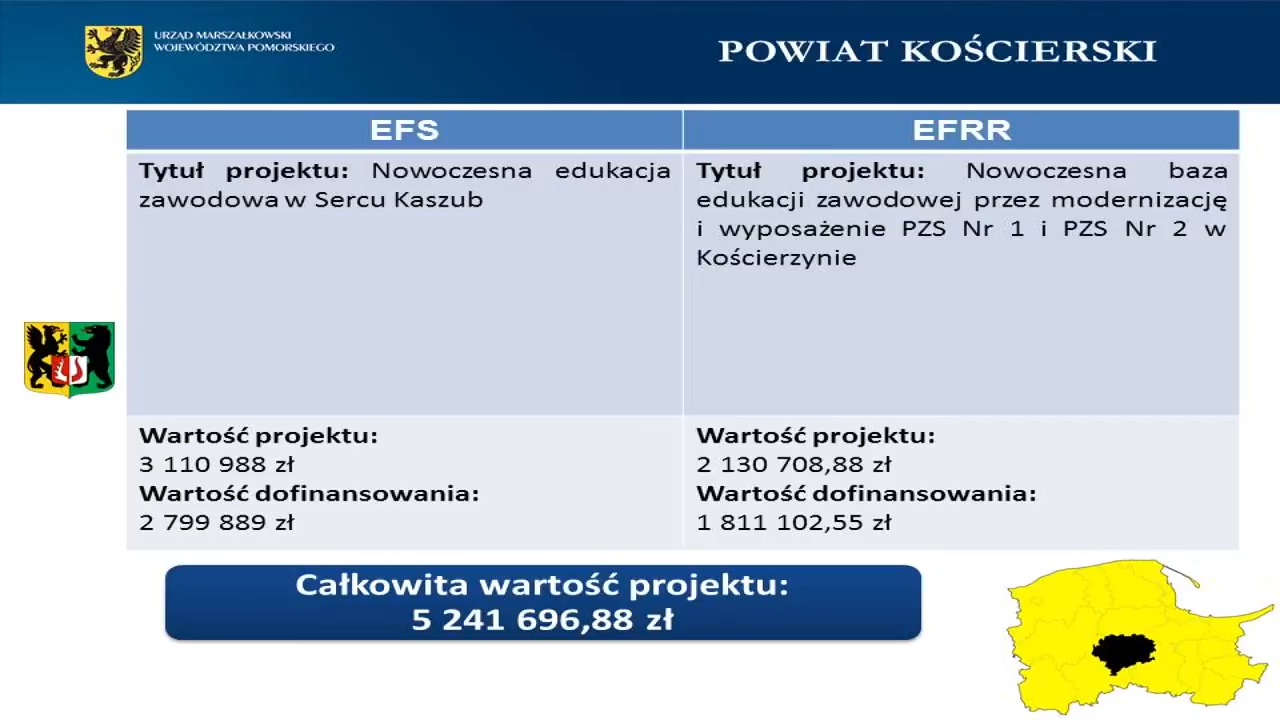 URZĄD MARSZAŁKOWSKI
WOJEWÓDZTWA POMORSKIEGO
POWIAT KOŚCIERSKI
EFS
EFRR
Tytuł projektu: Nowoczesna edukacja
zawodowa w Sercu Kaszub
Tytuł projektu: Nowoczesna baza
edukacji zawodowej przez modernizację
i wyposażenie PZS Nr 1 i PZS Nr 2 w
Kościerzynie
Wartość projektu:
3 110 988 zł
Wartość dofinansowania:
2 799 889 zł
Wartość projektu:
2 130 708,88 zł
Wartość dofinansowania:
1 811 102,55 zł
Całkowita wartość projektu:
5 241 696,88 zł